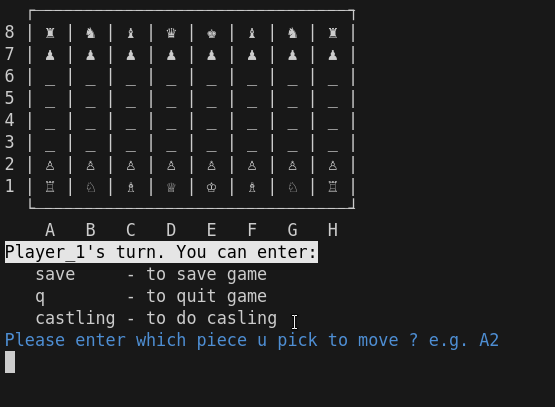 8 | ♜ | ♞ | ♝ | ♛ | ♚ | ♝ | ♞ | ♜ |
7 | ♟ | ♟ | ♟ | ♟ | ♟ | ♟ | ♟ | ♟ |
6 | _ | _ | _ | _ | _ | _ | _ | _ |
5 | _ | _ | _ | _ | _ | _ | _ | _ |
4 | _ | _ | _ | _ | _ | _ | _ | _ |
3 | _ | _ | _ | _ | _ | _ | _ | _ |
2 | ♙ | ♙ | ♙ | ♙ | ♙ | ♙ | ♙ | ♙ |
1 | ♖ | ♘ | ♗ | ♕ | ♔ | ♗ | ♘ | ♖ |
A B C D E F G H
Player_1's turn. You can enter:
save - to save game
q - to quit game
castling - to do casling
Please enter which piece u pick to move ? e.g. A2